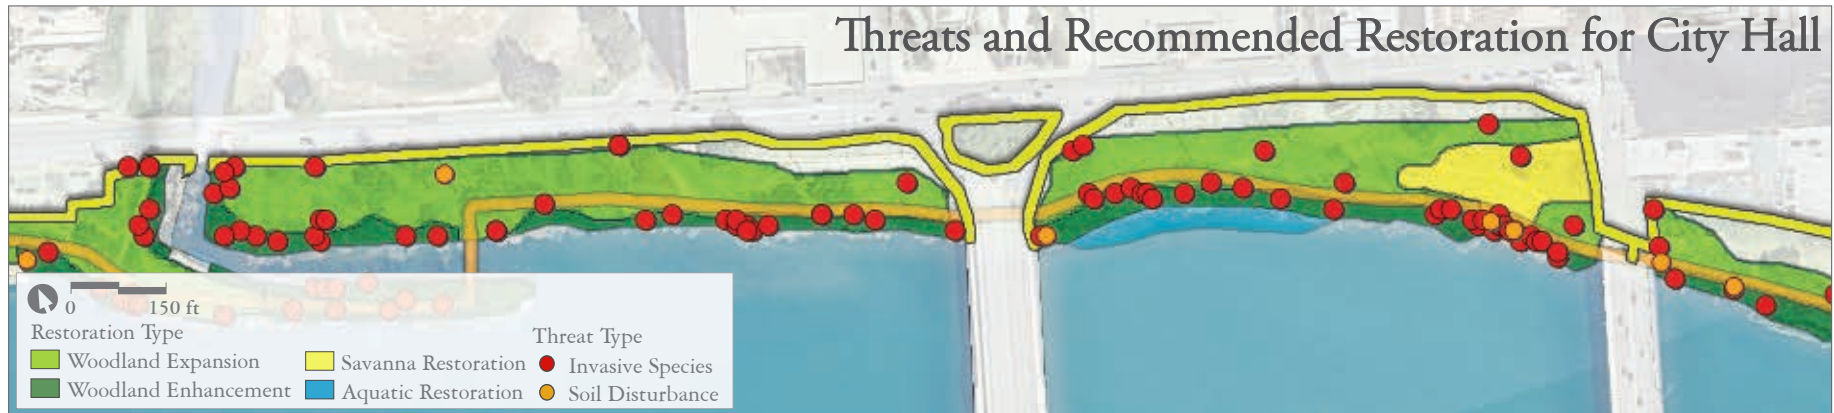 Threats and Recommended Restoration for City Hall
0 150 ft
Restoration Type
Woodland Expansion
Woodland Enhancement
Savanna Restoration
Aquatic Restoration
Threat Type
Invasive Species
Soil Disturbance